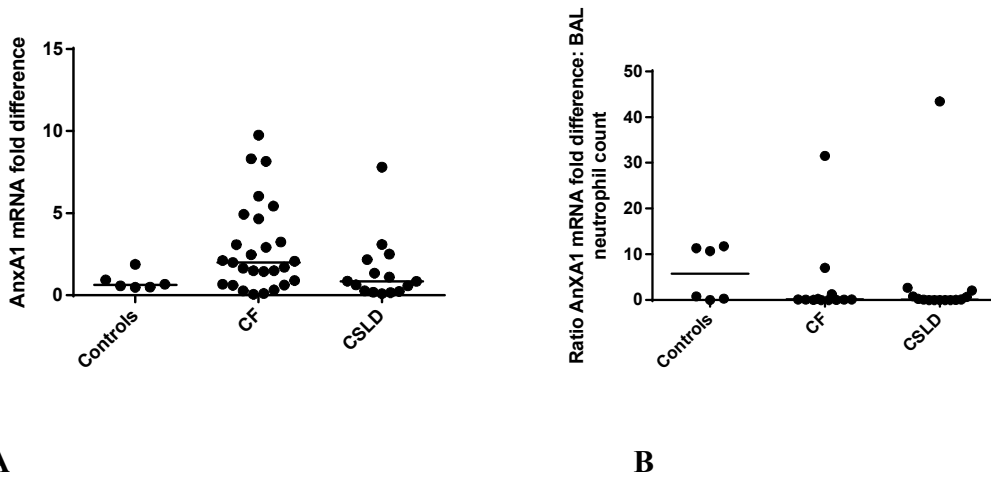 AnxA1 mRNA fold difference
15
10
5
0
Controls
CF
CSLD
A
Ratio AnXA1 mRNA fold difference: BAL
neutrophil count
50
40
30
20
10
0
Controls
CF
CSLD
B